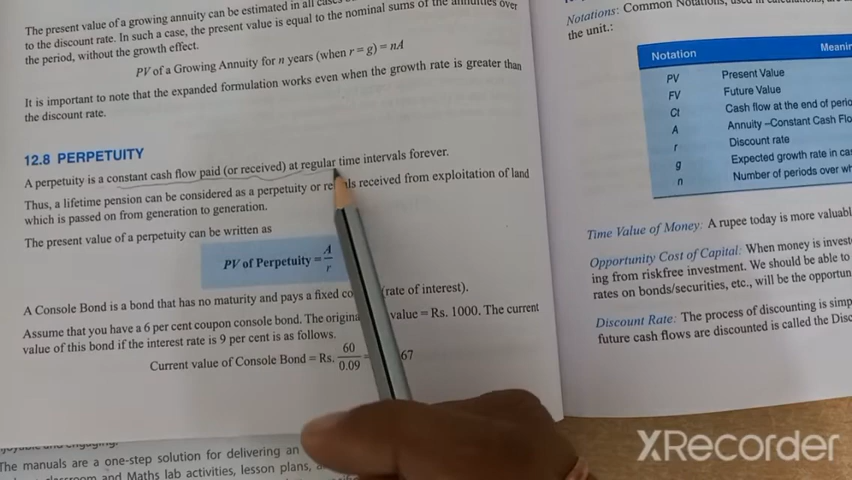 The present value of a growing annuity can be estimated in all cases
to the discount rate. In such a case, the present value is equal to the nominal sums of the annuities over
the period, without the growth effect.
PV of a Growing Annuity for n years (when r = g) = nA
It is important to note that the expanded formulation works even when the growth rate is greater than
the discount rate.
12.8 PERPETUITY
A perpetuity is a constant cash flow paid (or received) at regular time intervals forever.
Thus, a lifetime pension can be considered as a perpetuity or re als received from exploitation of land
which is passed on from generation to generation.
The present value of a perpetuity can be written as
PV of Perpetuity = A/r
A Console Bond is a bond that has no maturity and pays a fixed co (rate of interest).
Assume that you have a 6 per cent coupon console bond. The origina value = Rs. 1000. The current
value of this bond if the interest rate is 9 per cent is as follows.
Current value of Console Bond = Rs. 60/0.09 = 67
enjoyable and engaging.
The manuals are a one-step solution for delivering an
classroom and Maths lab activities, lesson plans,
Notations: Common Notations, used in calculations, are
the unit.:
Notation Meanin
PV Present Value
FV Future Value
Ct Cash flow at the end of perio
A Annuity –Constant Cash Flo
r Discount rate
g Expected growth rate in cas
n Number of periods over wh
Time Value of Money: A rupee today is more valuabl
Opportunity Cost of Capital: When money is invest
ing from riskfree investment. We should be able to
rates on bonds/securities, etc., will be the opportun
Discount Rate: The process of discounting is simp
future cash flows are discounted is called the Disc
XRecorder